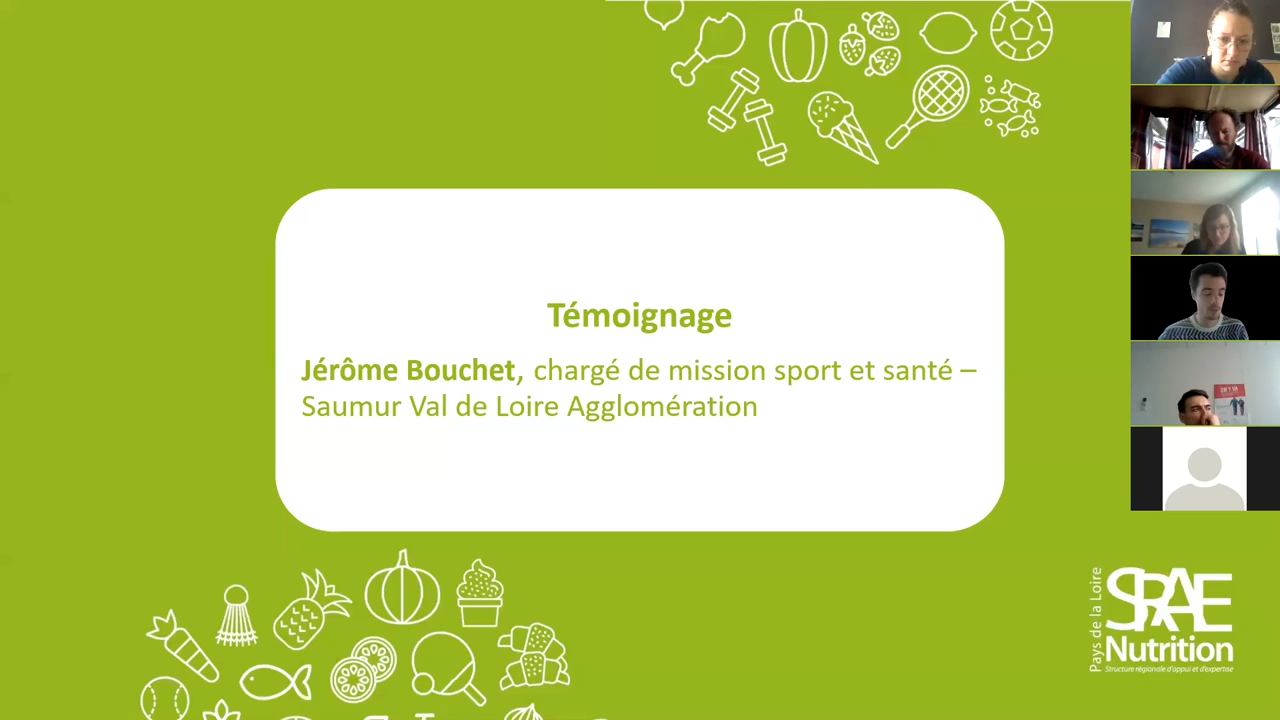 Témoignage
Jérôme Bouchet, chargé de mission sport et santé –
Saumur Val de Loire Agglomération
Pays de la Loire
SRAE
Nutrition
Structure régionale d'appui et d'expertise